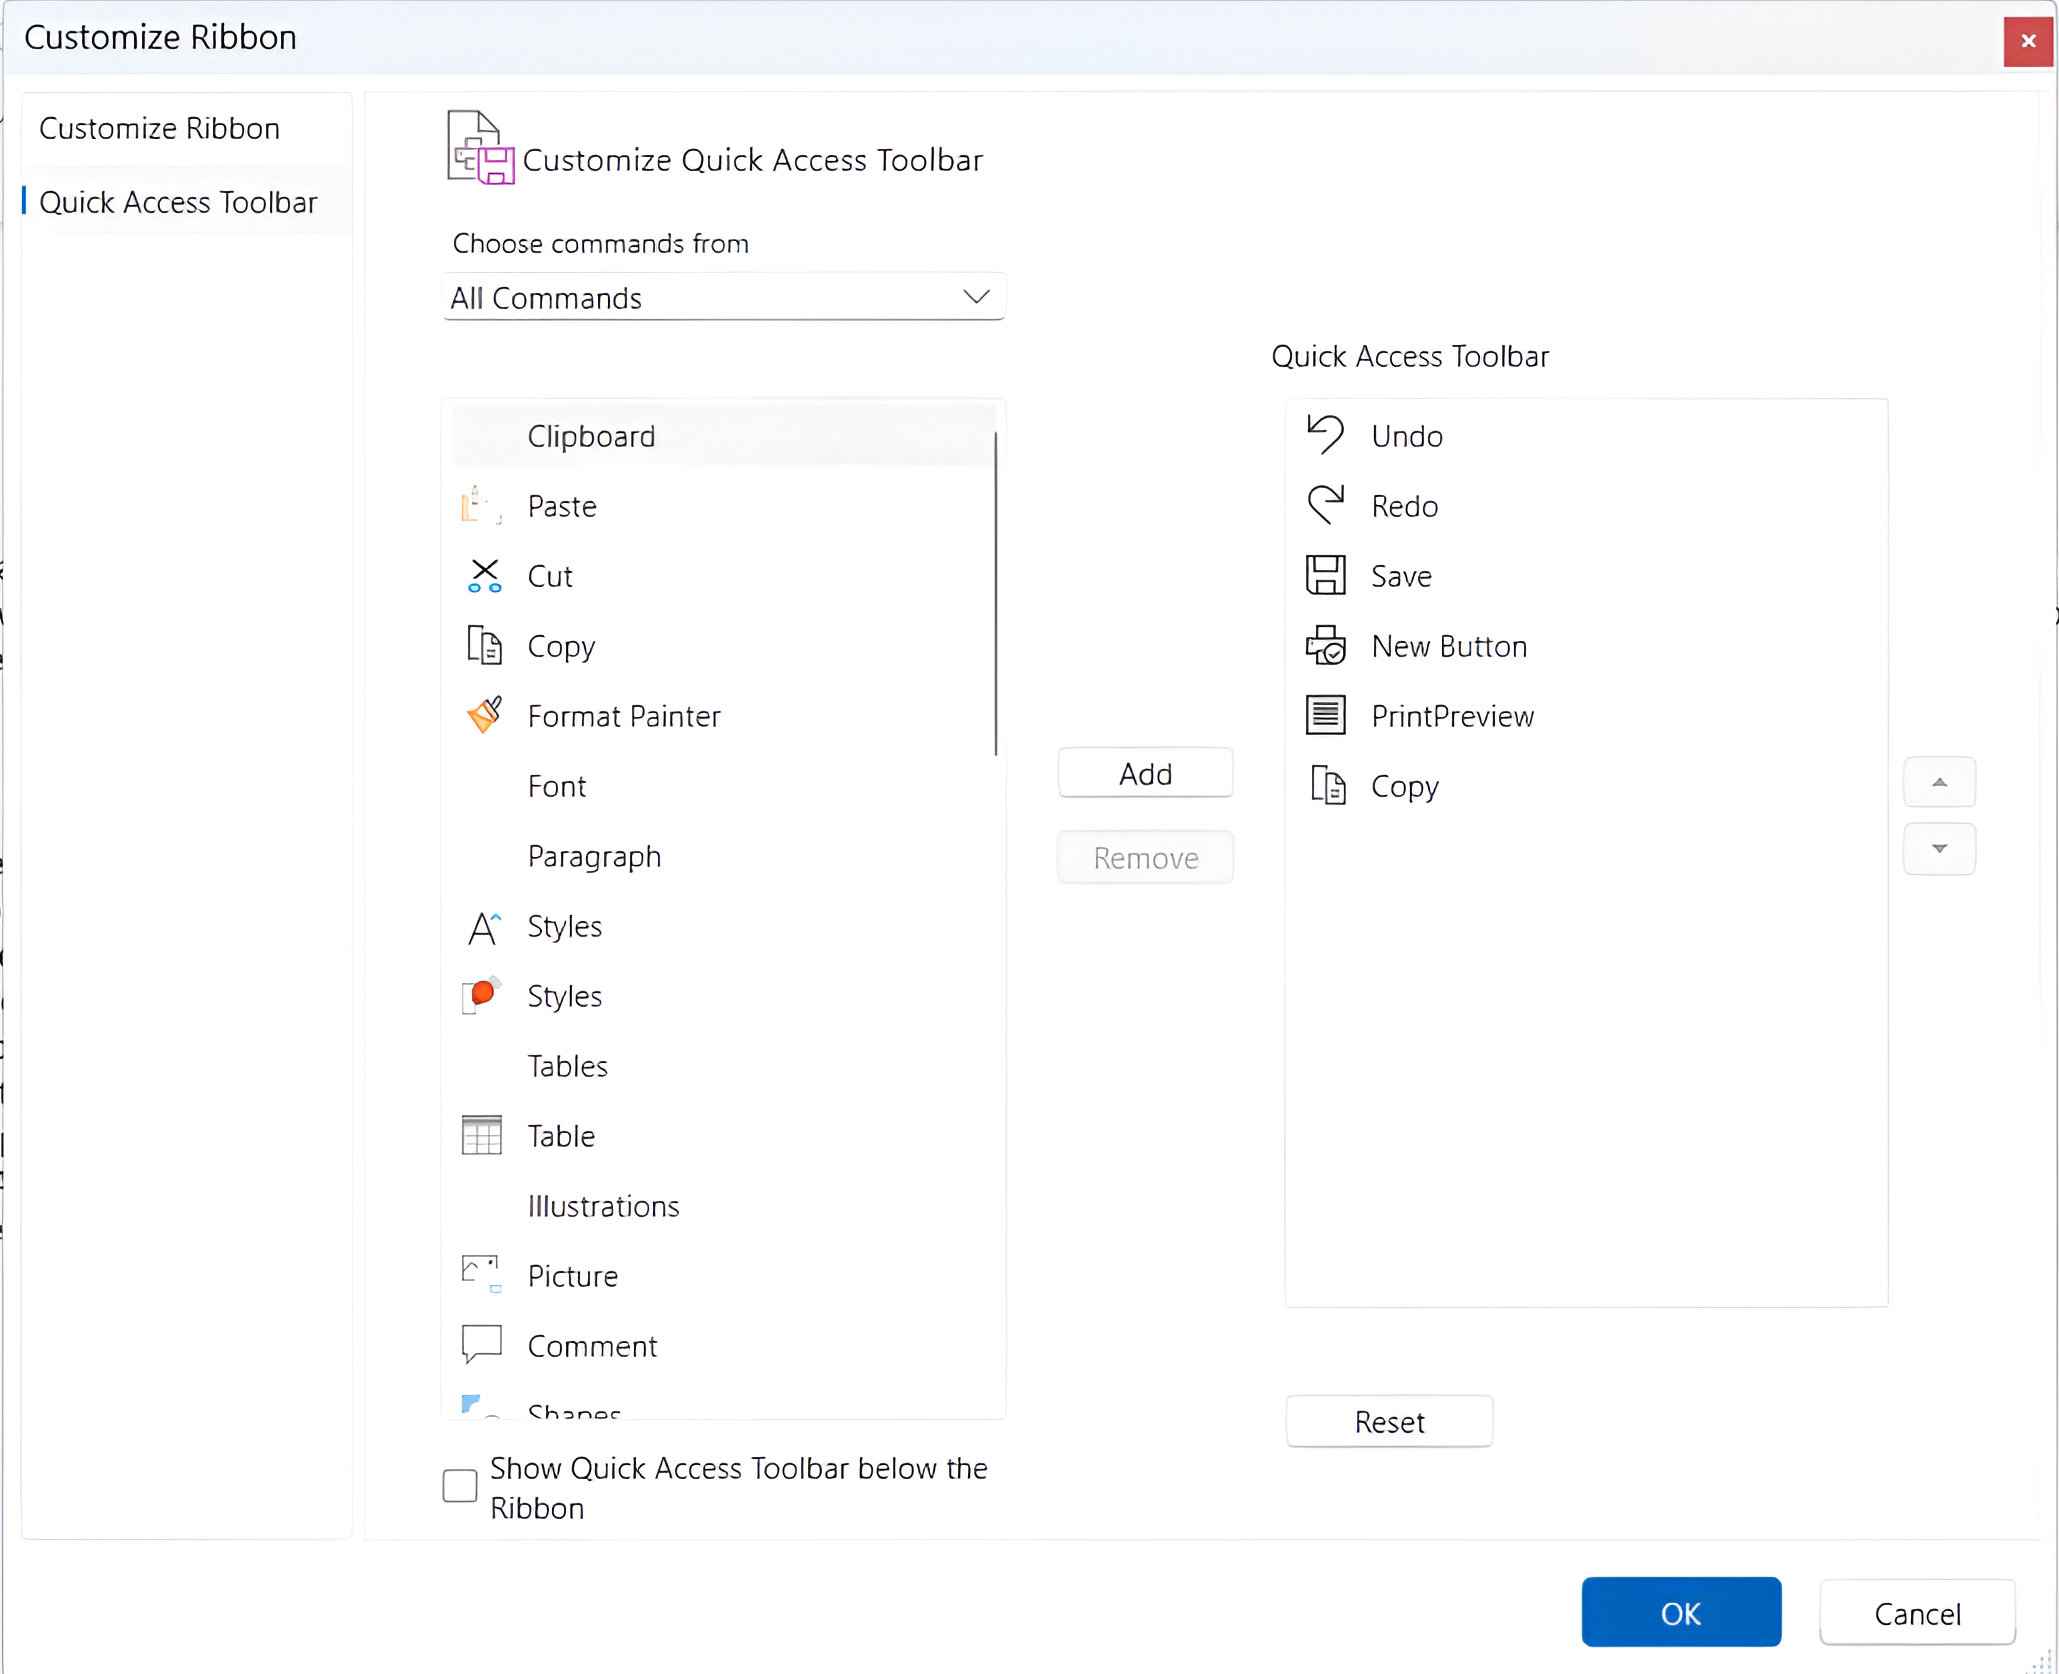 Customize Ribbon
Customize Ribbon
Quick Access Toolbar
Customize Quick Access Toolbar
Choose commands from
All Commands
Quick Access Toolbar
Clipboard
Paste
Cut
Copy
Format Painter
Font
Paragraph
Styles
Styles
Tables
Table
Illustrations
Picture
Comment
Shapes
Add
Remove
Undo
Redo
Save
New Button
PrintPreview
Copy
Reset
Show Quick Access Toolbar below the
Ribbon
OK
Cancel